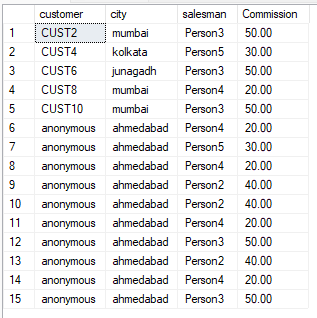 customer city salesman Commission
1 CUST2 mumbai Person3 50.00
2 CUST4 kolkata Person5 30.00
3 CUST6 junagadh Person3 50.00
4 CUST8 mumbai Person4 20.00
5 CUST10 mumbai Person3 50.00
6 anonymous ahmedabad Person4 20.00
7 anonymous ahmedabad Person5 30.00
8 anonymous ahmedabad Person4 20.00
9 anonymous ahmedabad Person2 40.00
10 anonymous ahmedabad Person2 40.00
11 anonymous ahmedabad Person4 20.00
12 anonymous ahmedabad Person3 50.00
13 anonymous ahmedabad Person2 40.00
14 anonymous ahmedabad Person4 20.00
15 anonymous ahmedabad Person3 50.00